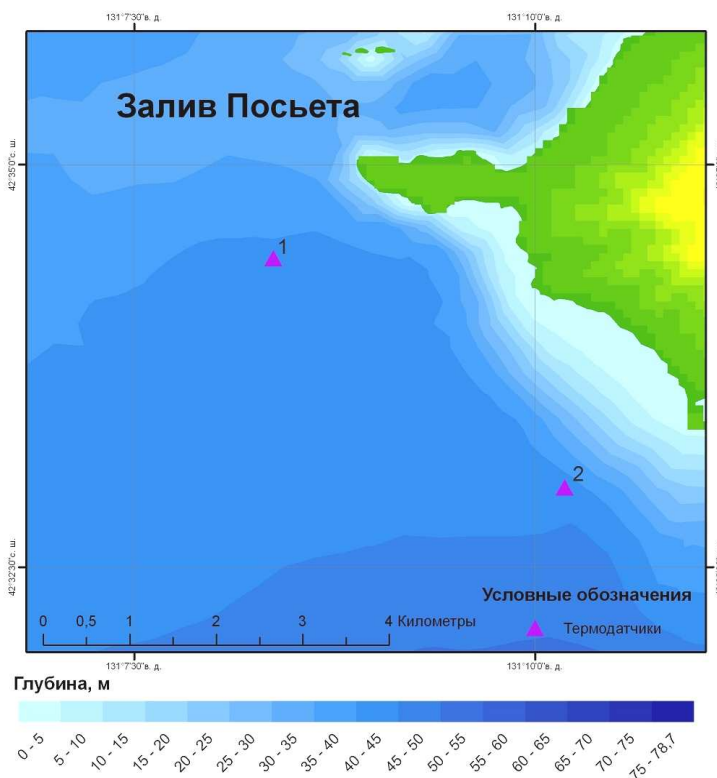 131°7'30"в. д. 131°10'0"в. д.
Залив Посьета
42°35'0"с. ш.
1
2
42°32'30"с. ш.
Условные обозначения
0 0,5 1 2 3 4 Километры
Термодатчики
131°7'30"в. д. 131°10'0"в. д.
Глубина, м
0 - 5 5 - 10 10 - 15 15 - 20 20 - 25 25 - 30 30 - 35 35 - 40 40 - 45 45 - 50 50 - 55 55 - 60 60 - 65 65 - 70 70 - 75 75 - 78,7